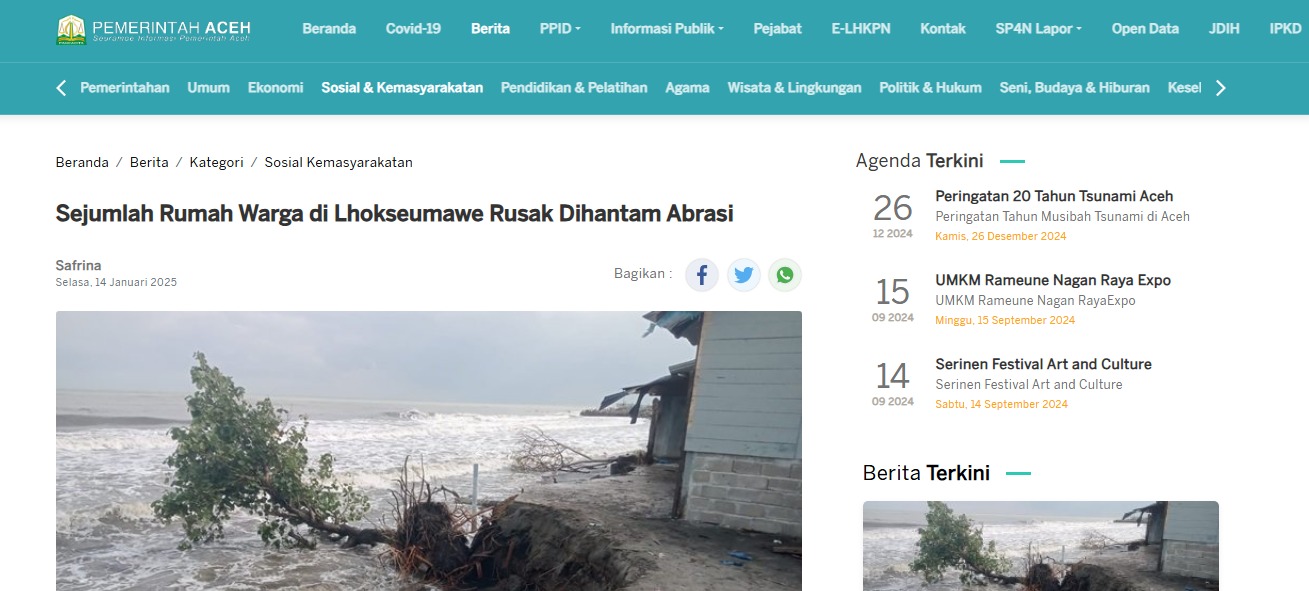 PEMERINTAH ACEH
Seuramoe Informasi Pemerintah Aceh
Beranda Covid-19 Berita PPID Informasi Publik Pejabat E-LHKPN Kontak SP4N Lapor Open Data JDIH IPKD
Pemerintahan Umum Ekonomi Sosial & Kemasyarakatan Pendidikan & Pelatihan Agama Wisata & Lingkungan Politik & Hukum Seni, Budaya & Hiburan Kesel
Beranda / Berita / Kategori / Sosial Kemasyarakatan
Sejumlah Rumah Warga di Lhokseumawe Rusak Dihantam Abrasi
Safrina
Selasa, 14 Januari 2025
Bagikan :
Agenda Terkini
26
12 2024
Peringatan 20 Tahun Tsunami Aceh
Peringatan Tahun Musibah Tsunami di Aceh
Kamis, 26 Desember 2024
15
09 2024
UMKM Rameune Nagan Raya Expo
UMKM Rameune Nagan RayaExpo
Minggu, 15 September 2024
14
09 2024
Serinen Festival Art and Culture
Serinen Festival Art and Culture
Sabtu, 14 September 2024
Berita Terkini